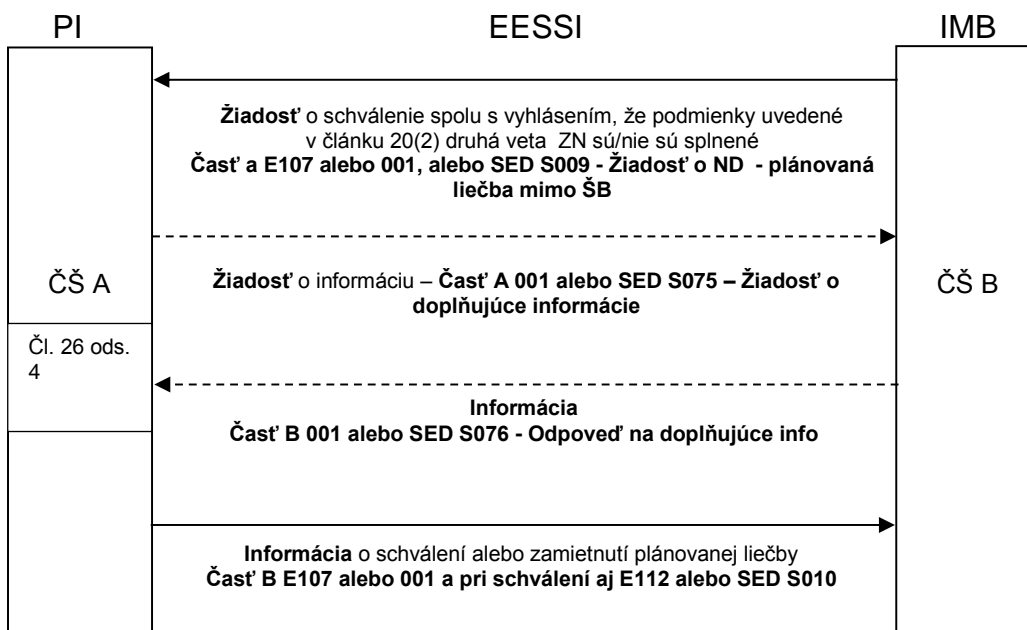 PI EESSI IMB
Žiadosť o schválenie spolu s vyhlásením, že podmienky uvedené
v článku 20(2) druhá veta ZN sú/nie sú splnené
Časť a E107 alebo 001, alebo SED S009 - Žiadosť o ND - plánovaná
liečba mimo ŠB
ČŠ A
Žiadosť o informáciu – Časť A 001 alebo SED S075 – Žiadosť o
doplňujúce informácie
ČŠ B
Čl. 26 ods.
4
Informácia
Časť B 001 alebo SED S076 - Odpoveď na doplňujúce info
Informácia o schválení alebo zamietnutí plánovanej liečby
Časť B E107 alebo 001 a pri schválení aj E112 alebo SED S010